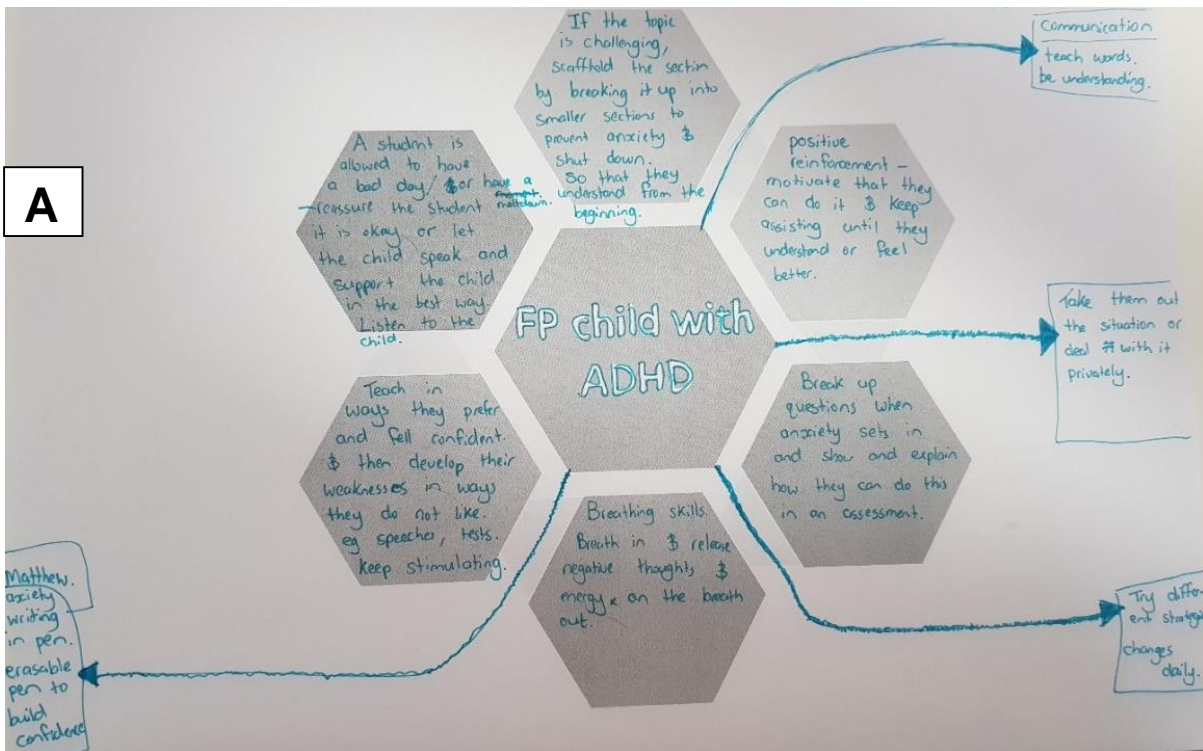 A
If the topic
is challenging,
scaffhold the section
by breaking it up into
smaller sections to
prevent anxiety &
shut down.
So that they
understand from the
beginning.
Communication
teach words.
be understanding.
A student is
allowed to have
a bad day / or have a
moment.
meltdown.
—reassure the student
it is okay or let
the child speak and
support the child
in the best way.
Listen to the
child.
positive
reinforcement —
motivate that they
can do it & keep
assisting until they
understand or feel
better.
FP child with
ADHD
Take them out
the situation or
deal with it
privately.
Teach in
ways they prefer
and fell confident.
& then develop their
weaknesses in ways
they do not like.
eg speeches, tests.
keep stimulating.
Break up
questions when
anxiety sets in
and show and explain
how they can do this
in an assessment.
Breathing skills.
Breath in & release
negative thoughts &
energy on the breath
out.
Matthew.
axiety
writing
in pen.
erasable
pen to
build
confidence
Try differ-
ent strategi
changes
daily.